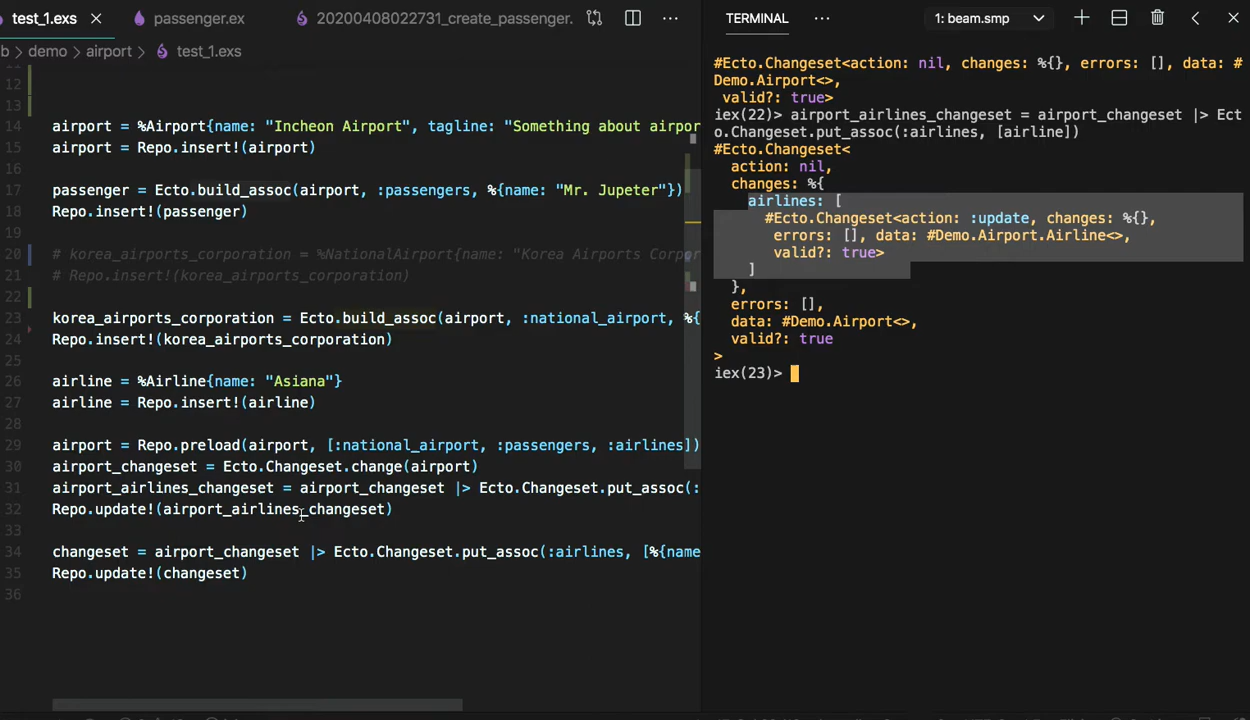 test_1.exs
passenger.ex
20200408022731_create_passenger.
b > demo > airport > test_1.exs
12
13
14 airport = %Airport{name: "Incheon Airport", tagline: "Something about airpor
15 airport = Repo.insert!(airport)
16
17 passenger = Ecto.build_assoc(airport, :passengers, %{name: "Mr. Jupeter"})
18 Repo.insert!(passenger)
19
20 # korea_airports_corporation = %NationalAirport{name: "Korea Airports Corpor
21 # Repo.insert!(korea_airports_corporation)
22
23 korea_airports_corporation = Ecto.build_assoc(airport, :national_airport, %{
24 Repo.insert!(korea_airports_corporation)
25
26 airline = %Airline{name: "Asiana"}
27 airline = Repo.insert!(airline)
28
29 airport = Repo.preload(airport, [:national_airport, :passengers, :airlines])
30 airport_changeset = Ecto.Changeset.change(airport)
31 airport_airlines_changeset = airport_changeset |> Ecto.Changeset.put_assoc(:
32 Repo.update!(airport_airlines_changeset)
33
34 changeset = airport_changeset |> Ecto.Changeset.put_assoc(:airlines, [%{name
35 Repo.update!(changeset)
36
TERMINAL
1: beam.smp
#Ecto.Changeset<action: nil, changes: %{}, errors: [], data: #
Demo.Airport<>,
valid?: true>
iex(22)> airport_airlines_changeset = airport_changeset |> Ect
o.Changeset.put_assoc(:airlines, [airline])
#Ecto.Changeset<
action: nil,
changes: %{
airlines: [
#Ecto.Changeset<action: :update, changes: %{},
errors: [], data: #Demo.Airport.Airline<>,
valid?: true>
]
},
errors: [],
data: #Demo.Airport<>,
valid?: true
>
iex(23)>